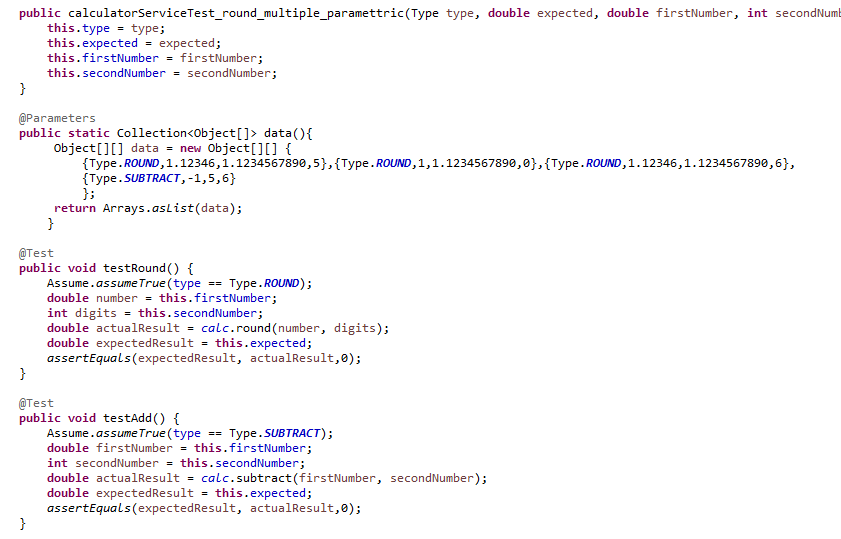 public calculatorServiceTest_round_multiple_paramettric(Type type, double expected, double firstNumber, int secondNumb
this.type = type;
this.expected = expected;
this.firstNumber = firstNumber;
this.secondNumber = secondNumber;
}
@Parameters
public static Collection<Object[]> data(){
Object[][] data = new Object[][] {
{Type.ROUND,1.12346,1.1234567890,5},{Type.ROUND,1,1.1234567890,0},{Type.ROUND,1.12346,1.1234567890,6},
{Type.SUBTRACT,-1,5,6}
};
return Arrays.asList(data);
}
@Test
public void testRound() {
Assume.assumeTrue(type == Type.ROUND);
double number = this.firstNumber;
int digits = this.secondNumber;
double actualResult = calc.round(number, digits);
double expectedResult = this.expected;
assertEquals(expectedResult, actualResult,0);
}
@Test
public void testAdd() {
Assume.assumeTrue(type == Type.SUBTRACT);
double firstNumber = this.firstNumber;
int secondNumber = this.secondNumber;
double actualResult = calc.subtract(firstNumber, secondNumber);
double expectedResult = this.expected;
assertEquals(expectedResult, actualResult,0);
}